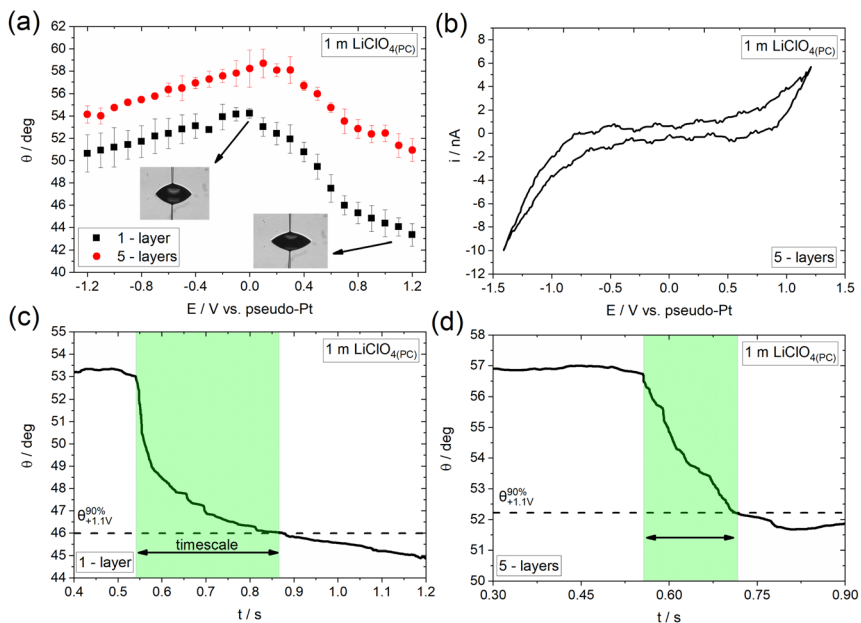 (a)
62
60
58
56
54
52
50
48
46
44
42
40
θ / deg
1 m LiClO4(PC)
1 - layer
5 - layers
-1.2 -0.8 -0.4 0.0 0.4 0.8 1.2
E / V vs. pseudo-Pt
(b)
9
6
4
2
0
-2
-4
-6
-8
-10
-12
i / nA
1 m LiClO4(PC)
5 - layers
-1.5 -1.0 -0.5 0.0 0.5 1.0 1.5
E / V vs. pseudo-Pt
(c)
55
54
53
52
51
50
49
48
47
46
45
44
θ / deg
1 m LiClO4(PC)
θ90%+1.1V
timescale
1 - layer
0.4 0.5 0.6 0.7 0.8 0.9 1.0 1.1 1.2
t / s
(d)
58
57
56
55
54
53
52
51
50
θ / deg
1 m LiClO4(PC)
θ90%+1.1V
5 - layers
0.30 0.45 0.60 0.75 0.90
t / s